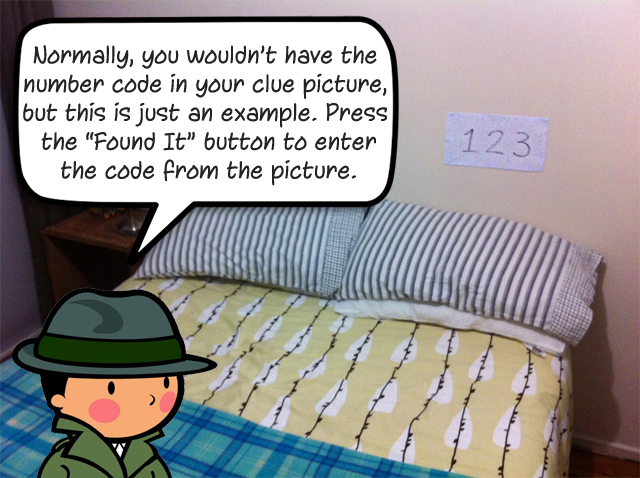 Normally, you wouldn't have the
number code in your clue picture,
but this is just an example. Press
the "Found It" button to enter
the code from the picture.
123